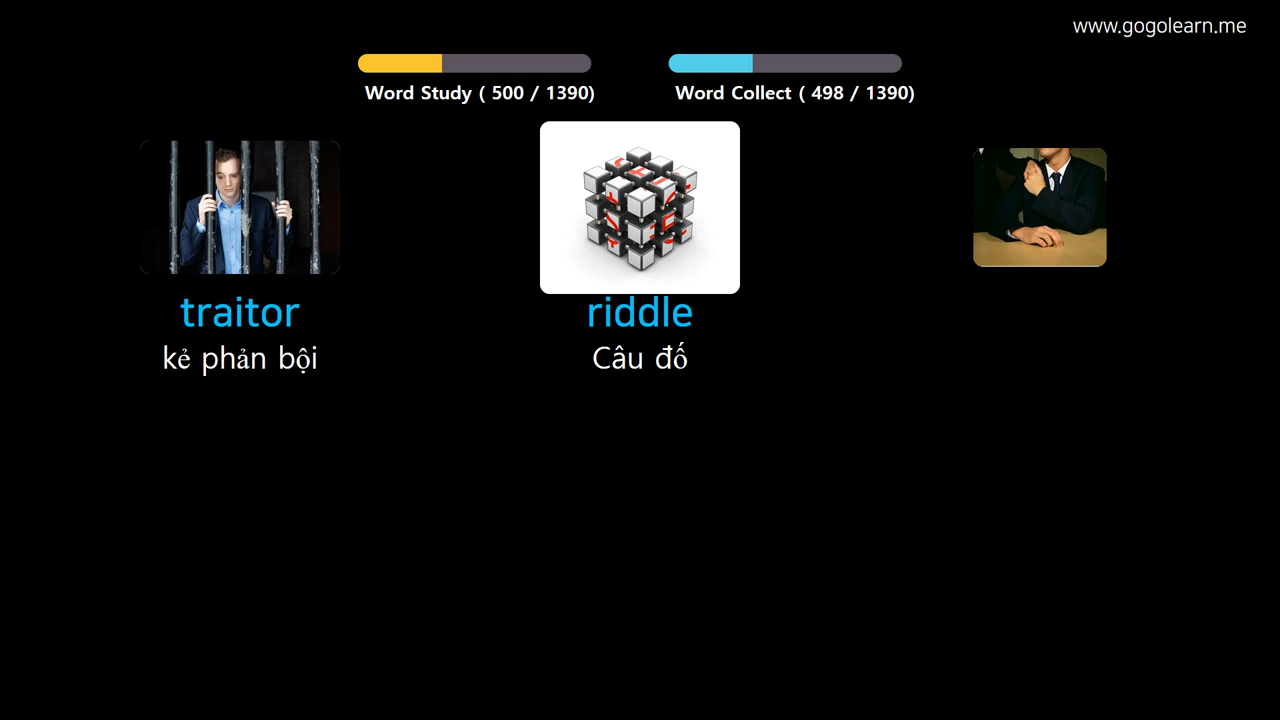 www.gogolearn.me
Word Study ( 500 / 1390)
Word Collect ( 498 / 1390)
traitor
kẻ phản bội
riddle
Câu đố